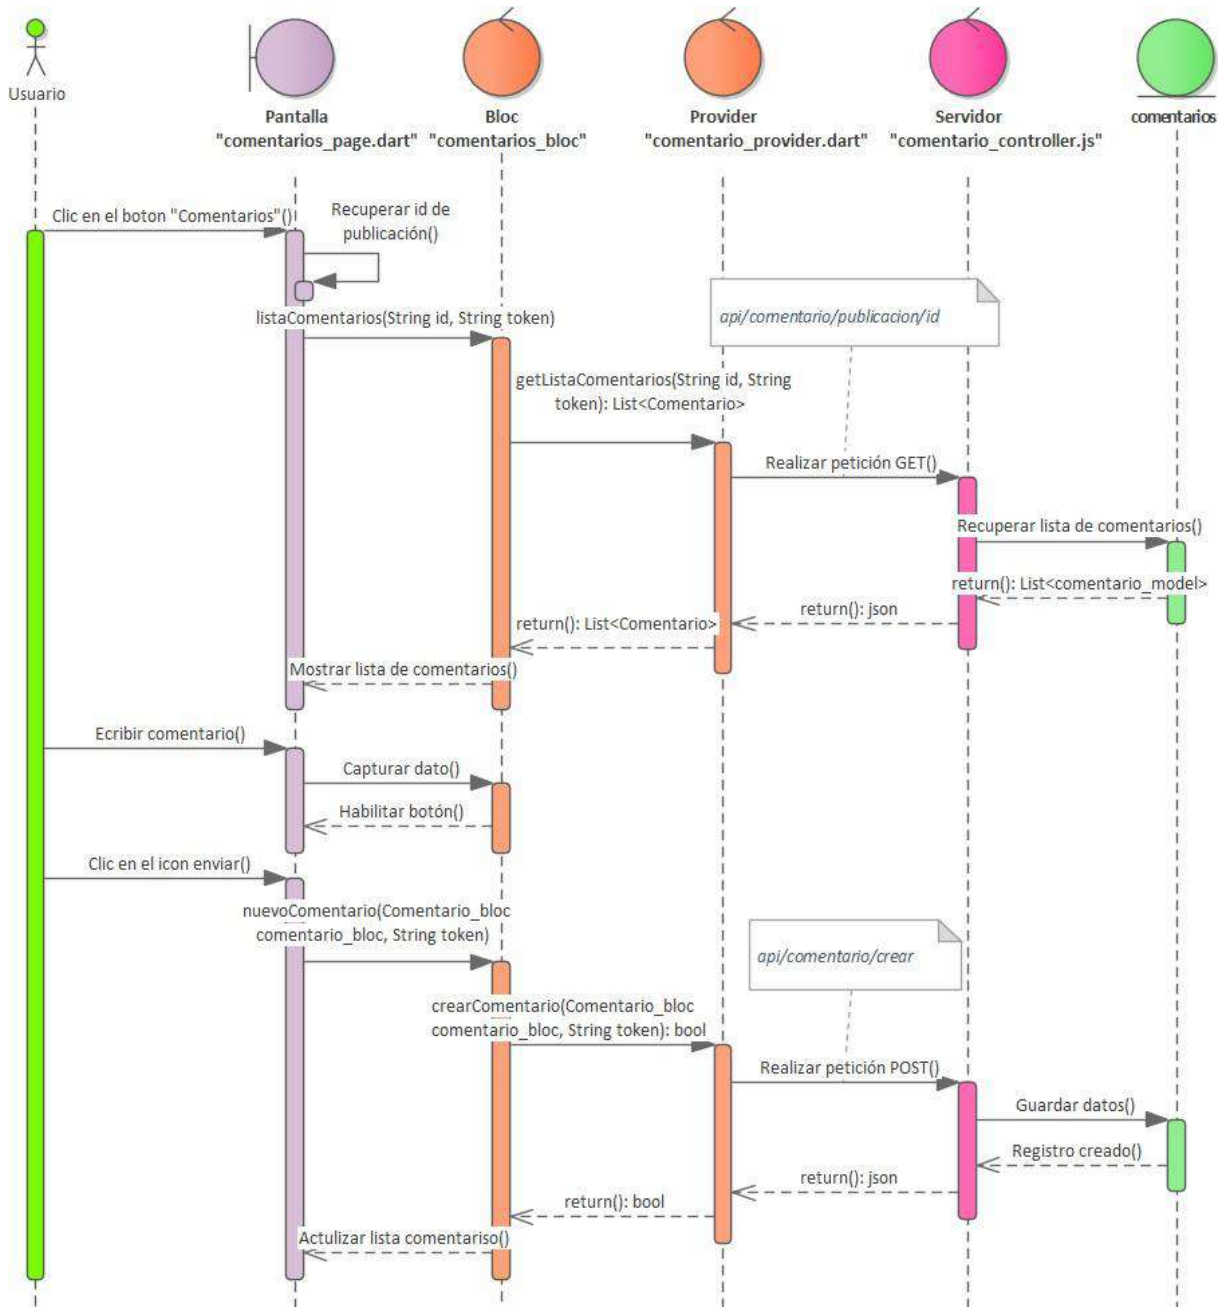 Usuario
Pantalla
"comentarios_page.dart"
Bloc
"comentarios_bloc"
Provider
"comentario_provider.dart"
Servidor
"comentario_controller.js"
comentarios
Clic en el boton "Comentarios"()
Recuperar id de
publicación()
listaComentarios(String id, String token)
api/comentario/publicacion/id
getListaComentarios(String id, String
token): List<Comentario>
Realizar petición GET()
Recuperar lista de comentarios()
return(): List<comentario_model>
return(): json
return(): List<Comentario>
Mostrar lista de comentarios()
Ecribir comentario()
Capturar dato()
Habilitar botón()
Clic en el icon enviar()
nuevoComentario(Comentario_bloc
comentario_bloc, String token)
api/comentario/crear
crearComentario(Comentario_bloc
comentario_bloc, String token): bool
Realizar petición POST()
Guardar datos()
Registro creado()
return(): json
return(): bool
Actulizar lista comentariso()